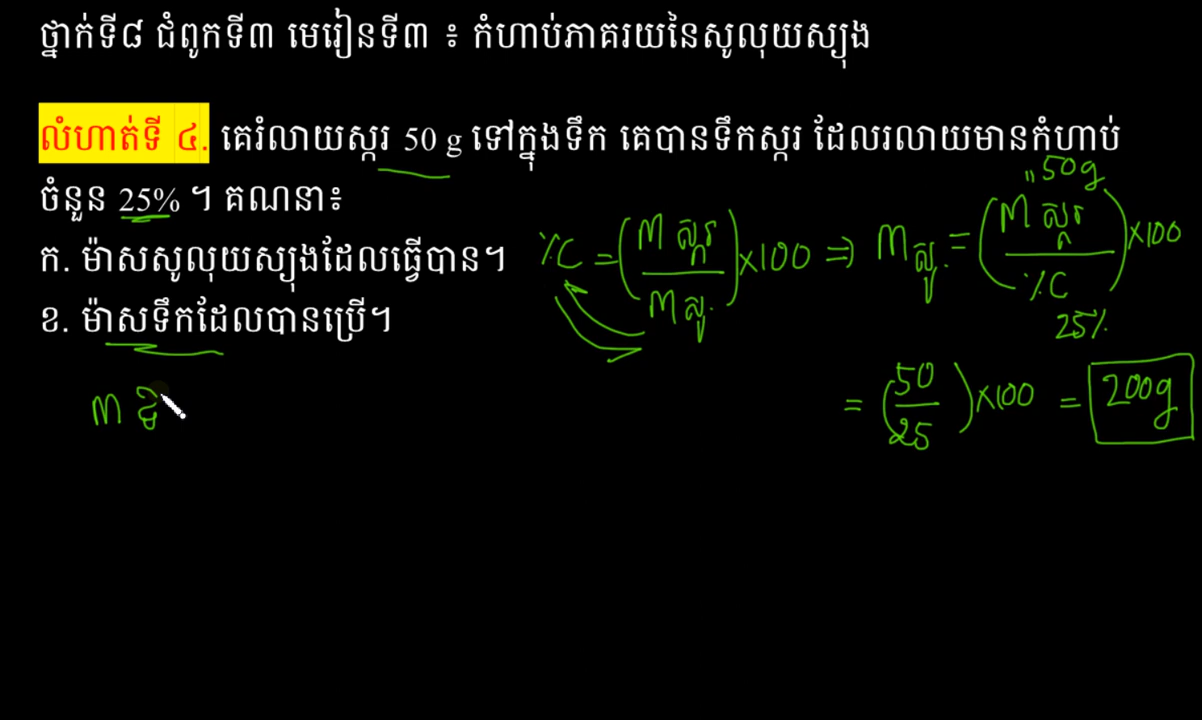 ថ្នាក់ទី៨ ជំពូកទី៣ មេរៀនទី៣ ៖ កំហាប់ភាគរយនៃសូលុយស្យុង
លំហាត់ទី ៤. គេរំលាយស្ករ 50 g ទៅក្នុងទឹក គេបានទឹកស្ករ ដែលរលាយមានកំហាប់
ចំនួន 25% ។ គណនា៖
ក. ម៉ាសសូលុយស្យុងដែលធ្វើបាន។
ខ. ម៉ាសទឹកដែលបានប្រើ។
%C = (m ស្ករ / m សូ.) ×100 ⇒ m សូ. = (m ស្ករ / %C) ×100
50g
25%
= (50 / 25) ×100 = 200g
m